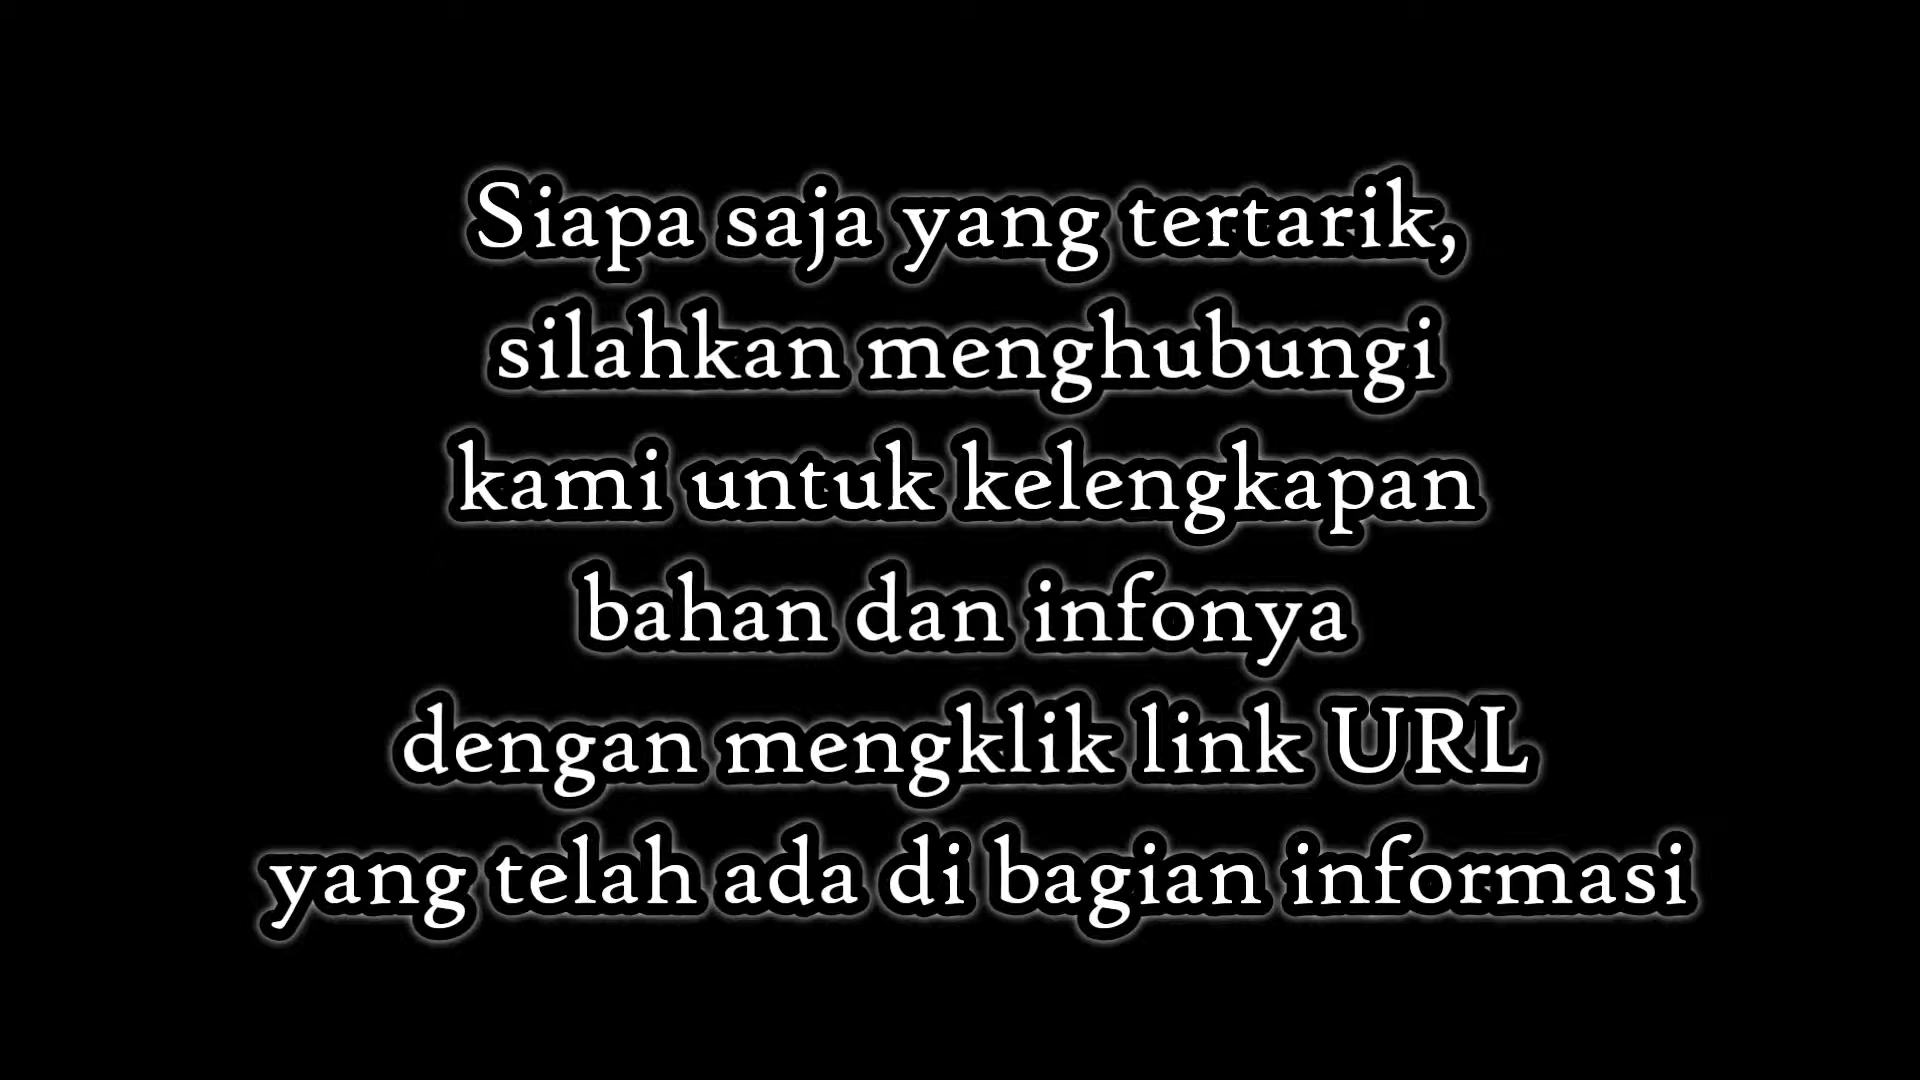 Siapa saja yang tertarik,
silahkan menghubungi
kami untuk kelengkapan
bahan dan infonya
dengan mengklik link URL
yang telah ada di bagian informasi